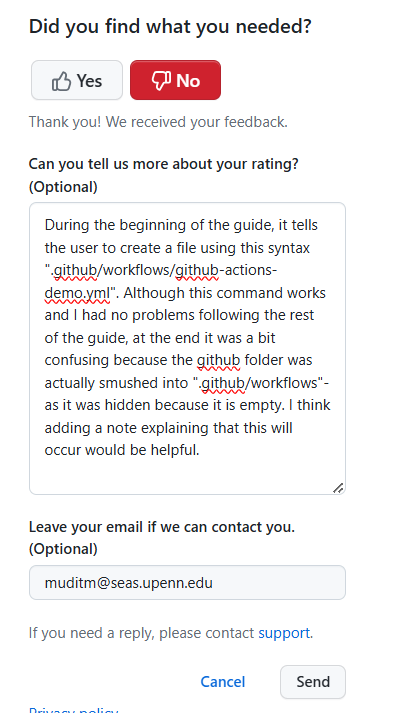 Did you find what you needed?
Yes
No
Thank you! We received your feedback.
Can you tell us more about your rating?
(Optional)
During the beginning of the guide, it tells
the user to create a file using this syntax
".github/workflows/github-actions-
demo.yml". Although this command works
and I had no problems following the rest
of the guide, at the end it was a bit
confusing because the github folder was
actually smushed into ".github/workflows"-
as it was hidden because it is empty. I think
adding a note explaining that this will
occur would be helpful.
Leave your email if we can contact you.
(Optional)
muditm@seas.upenn.edu
If you need a reply, please contact support.
Cancel
Send
Privacy policy